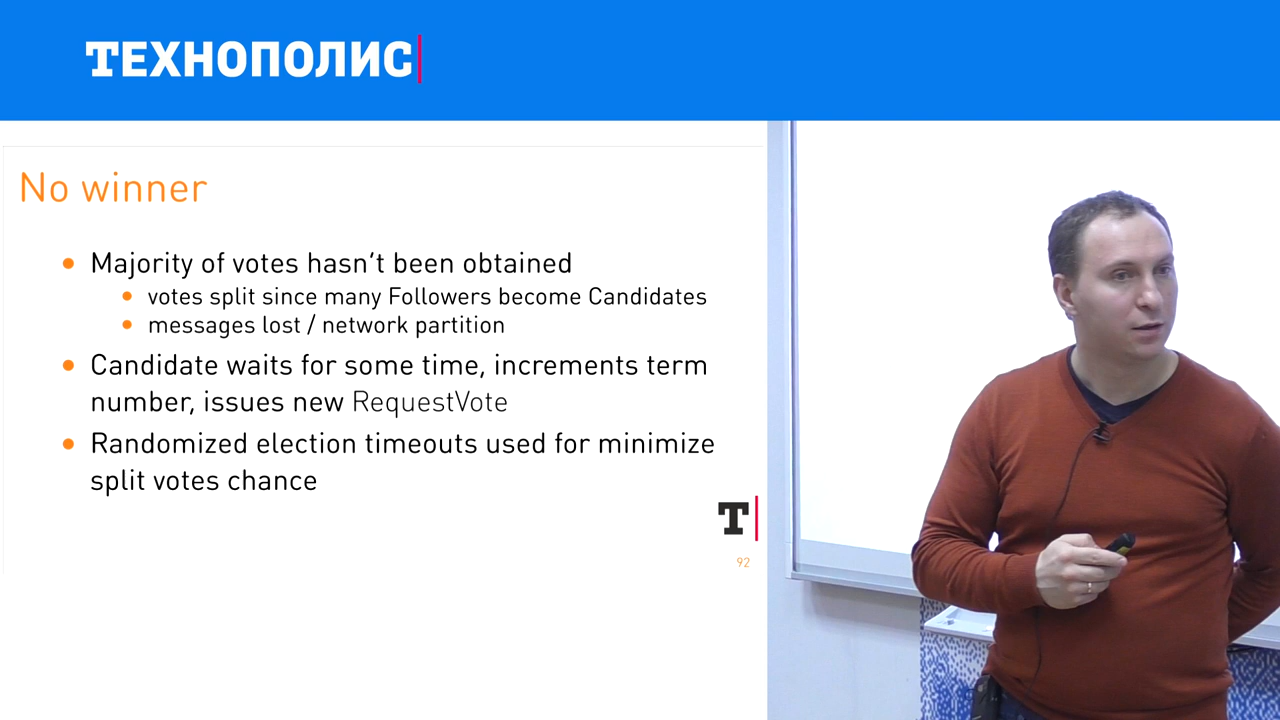 ТЕХНОПОЛИС
No winner
Majority of votes hasn't been obtained
votes split since many Followers become Candidates
messages lost / network partition
Candidate waits for some time, increments term
number, issues new RequestVote
Randomized election timeouts used for minimize
split votes chance
Т
92